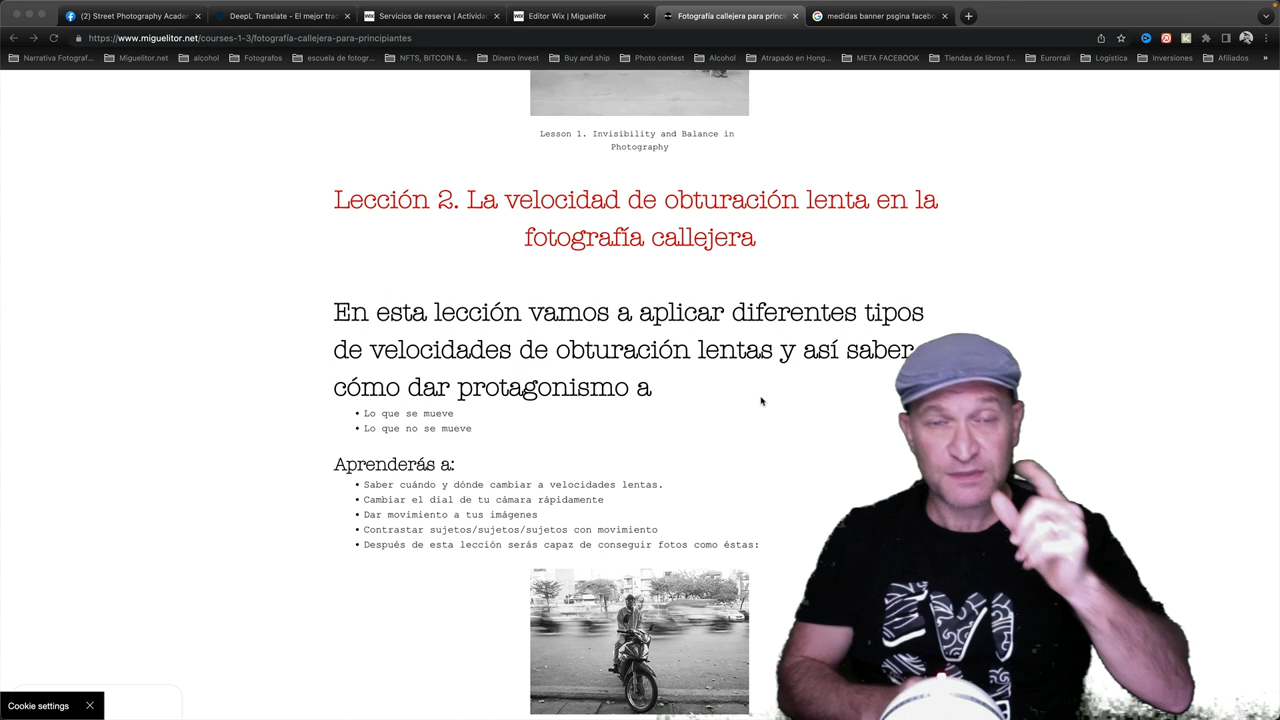 (2) Street Photography Acade
DeepL Translate - El mejor tra
Servicios de reserva | Activida
Editor Wix | Miguelitor
Fotografía callejera para princi
medidas banner psgina facebo
https://www.miguelitor.net/courses-1-3/fotografía-callejera-para-principiantes
Narrativa Fotograf...
Miguelitor.net
alcohol
Fotografos
escuela de fotogr...
NFTS, BITCOIN &...
Dinero Invest
Buy and ship
Photo contest
Alcohol
Atrapado en Hong...
META FACEBOOK
Tiendas de libros f...
Eurorrail
Logistica
Inversiones
Afiliados
Lesson 1. Invisibility and Balance in
Photography
Lección 2. La velocidad de obturación lenta en la
fotografía callejera
En esta lección vamos a aplicar diferentes tipos
de velocidades de obturación lentas y así saber
cómo dar protagonismo a
• Lo que se mueve
• Lo que no se mueve
Aprenderás a:
• Saber cuándo y dónde cambiar a velocidades lentas.
• Cambiar el dial de tu cámara rápidamente
• Dar movimiento a tus imágenes
• Contrastar sujetos/sujetos/sujetos con movimiento
• Después de esta lección serás capaz de conseguir fotos como éstas:
Cookie settings